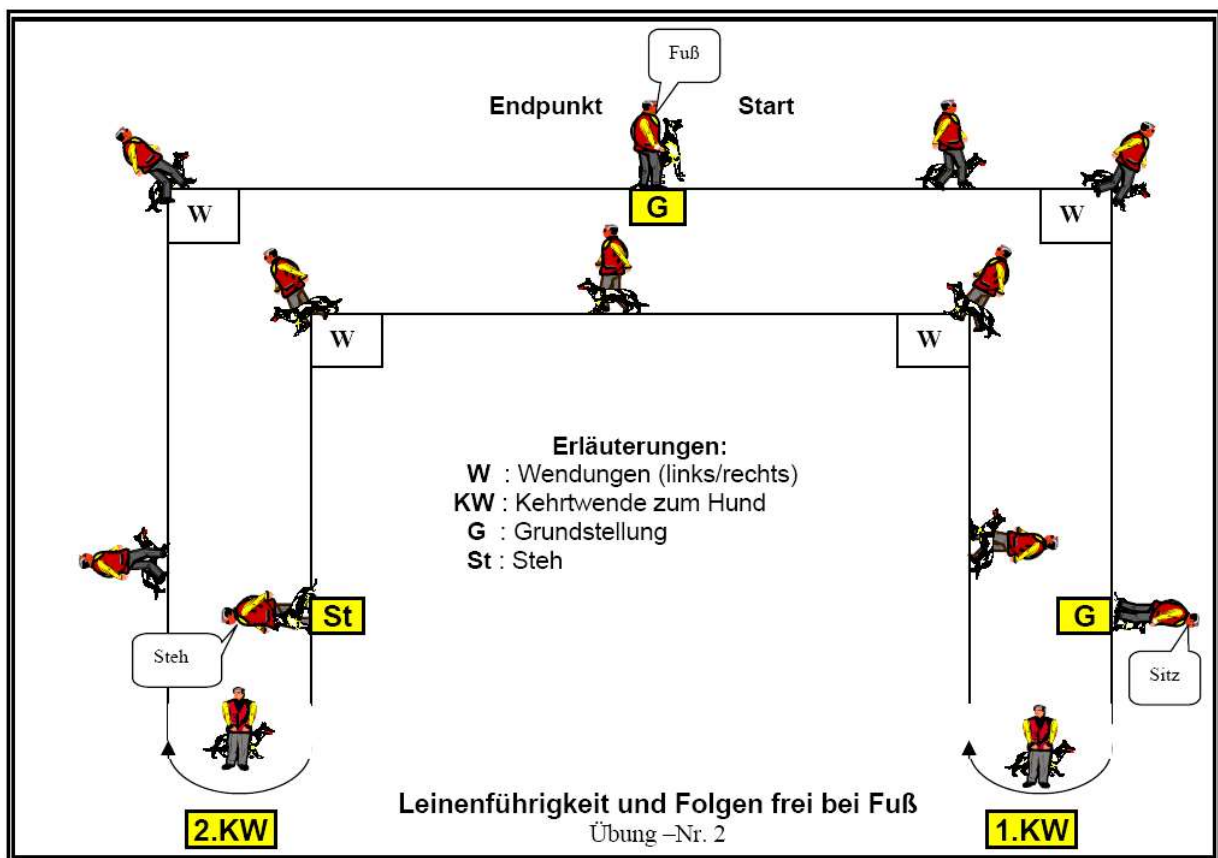 Fuß
Endpunkt
Start
W
G
W
W
W
Erläuterungen:
W : Wendungen (links/rechts)
KW : Kehrtwende zum Hund
G : Grundstellung
St : Steh
St
G
Steh
Sitz
Leinenführigkeit und Folgen frei bei Fuß
2.KW
Übung –Nr. 2
1.KW